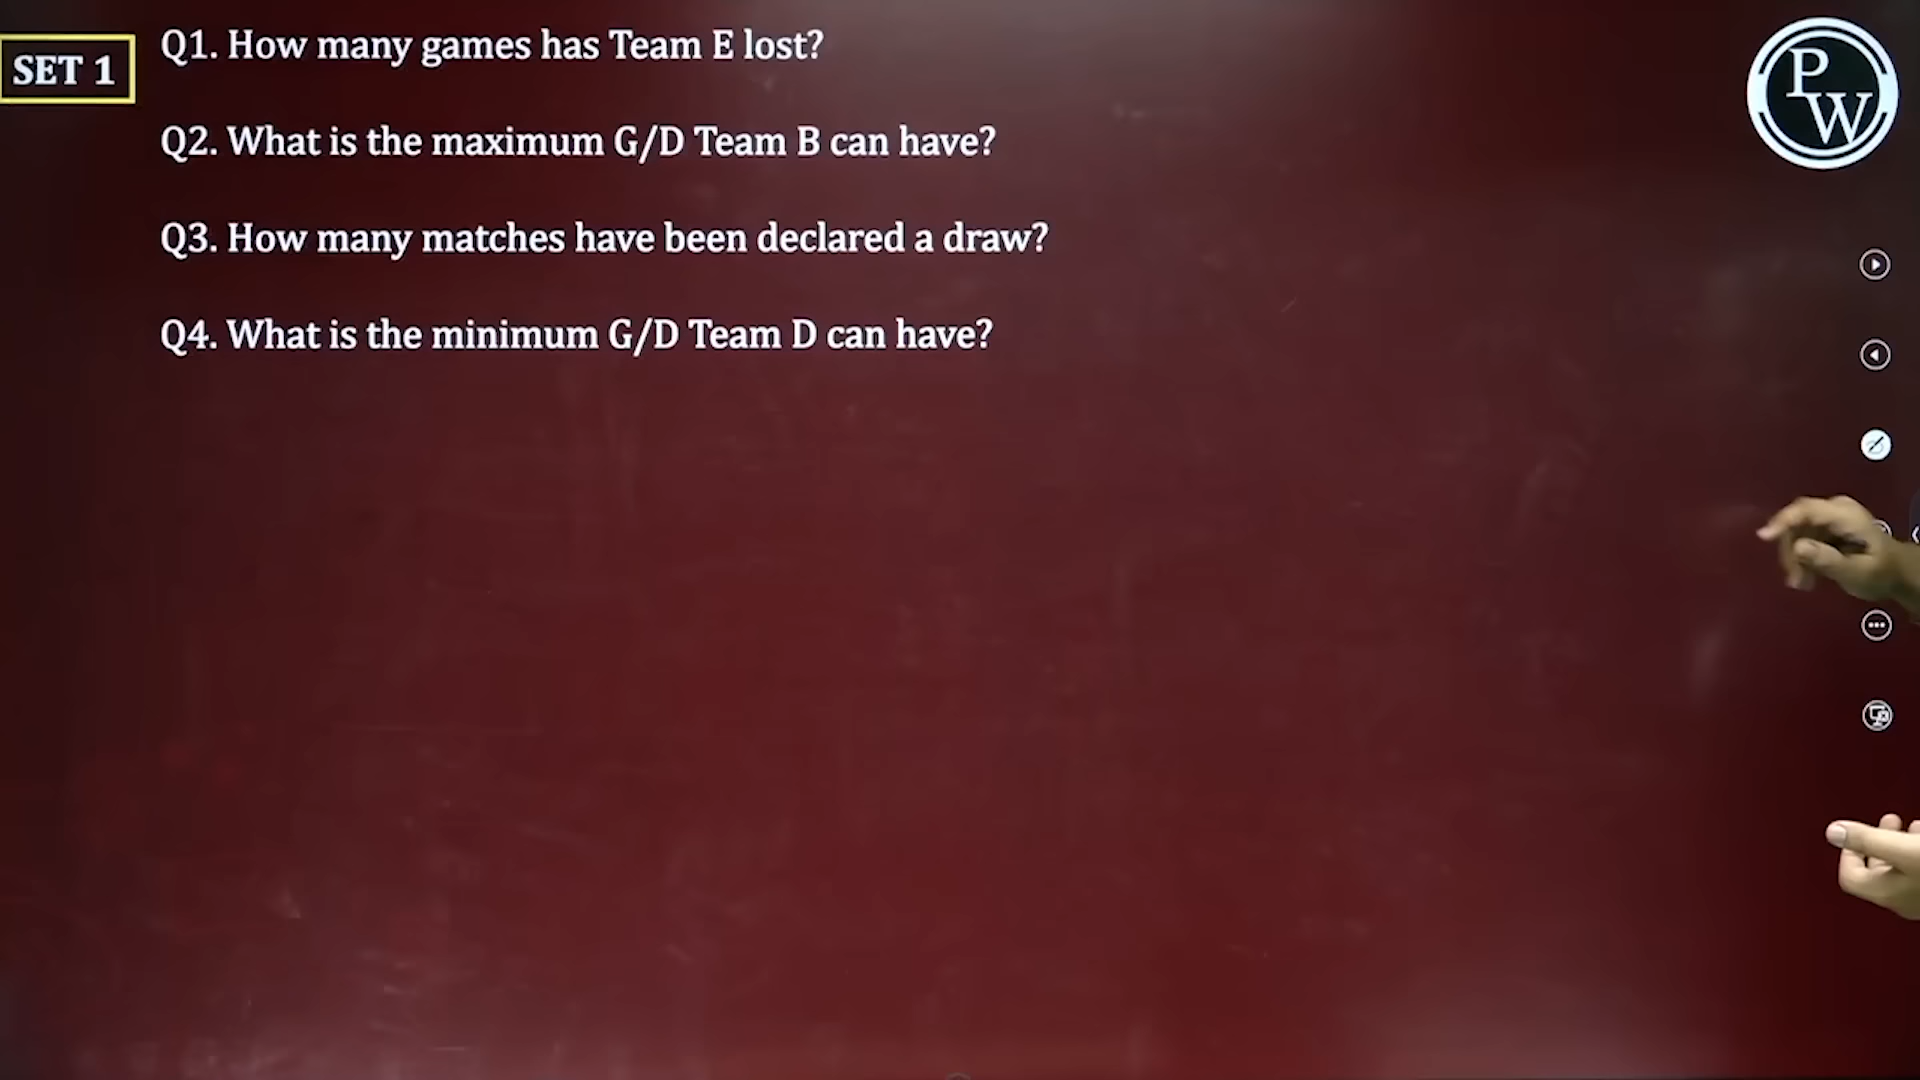 SET 1
Q1. How many games has Team E lost?
Q2. What is the maximum G/D Team B can have?
Q3. How many matches have been declared a draw?
Q4. What is the minimum G/D Team D can have?
PW